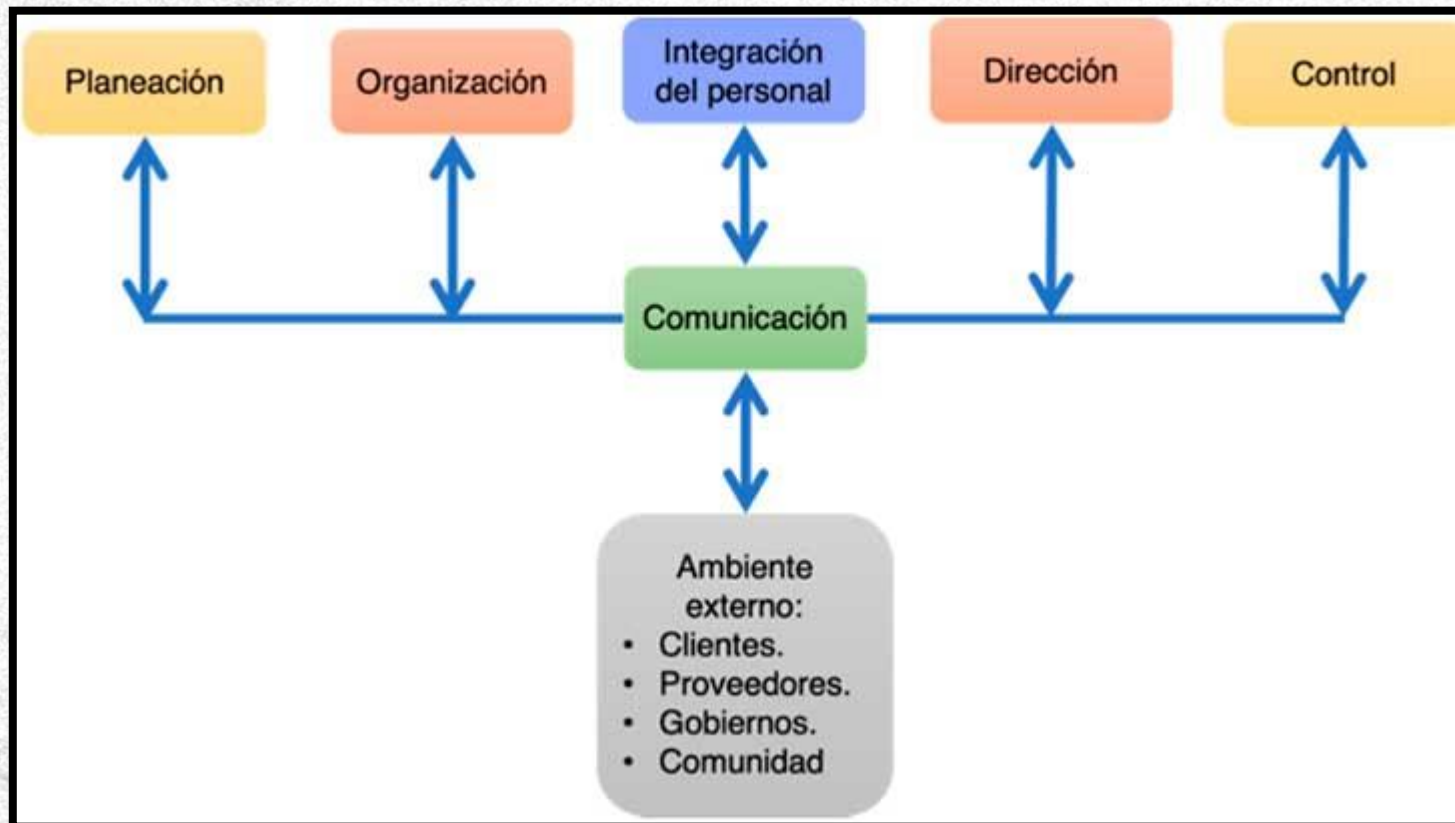 Planeación
Organización
Integración
del personal
Dirección
Control
Comunicación
Ambiente
externo:
• Clientes.
• Proveedores.
• Gobiernos.
• Comunidad